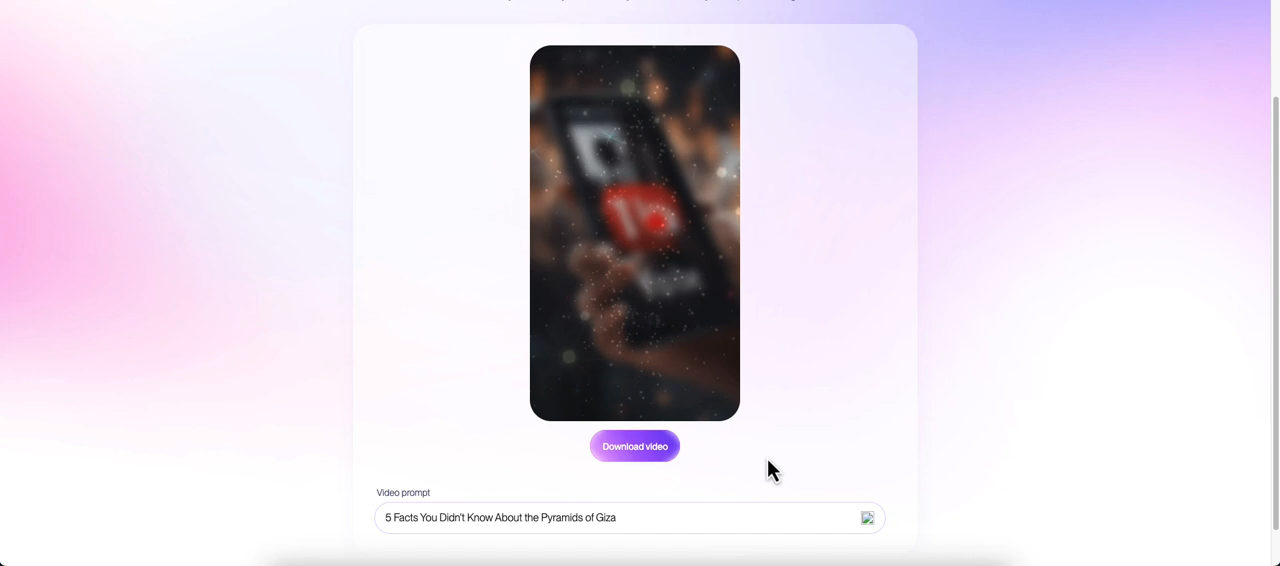 Download video
Video prompt
5 Facts You Didn't Know About the Pyramids of Giza